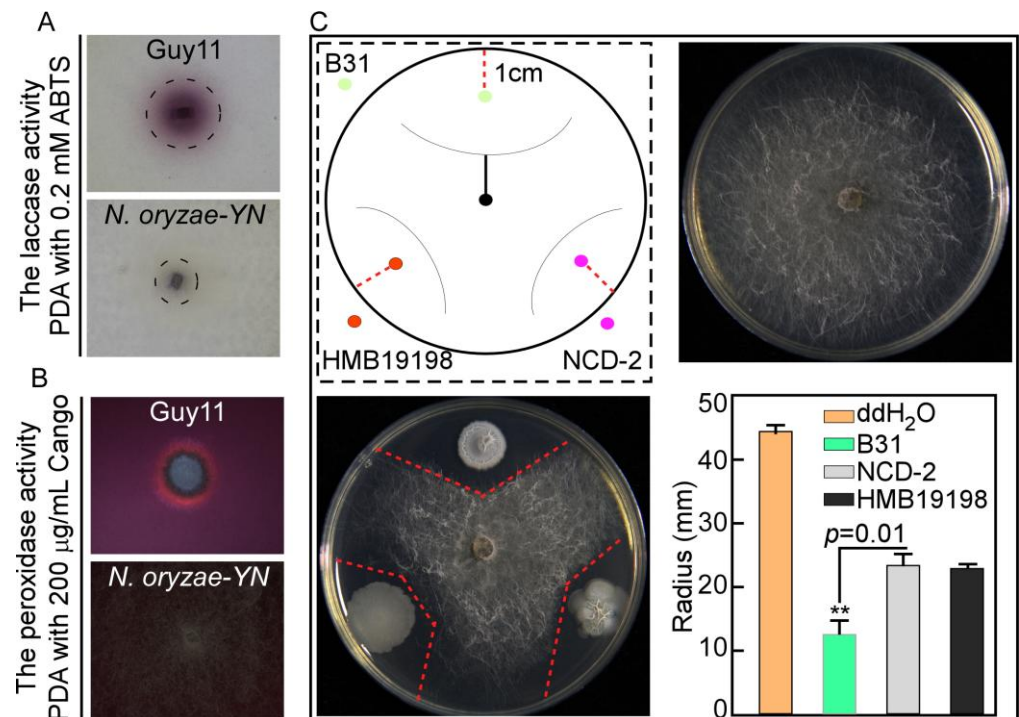 A
The laccase activity
PDA with 0.2 mM ABTS
Guy11
N. oryzae-YN
B
The peroxidase activity
PDA with 200 µg/mL Cango
Guy11
N. oryzae-YN
C
B31
1cm
HMB19198
NCD-2
Radius (mm)
50
40
30
20
10
0
ddH₂O
B31
NCD-2
HMB19198
p=0.01
**